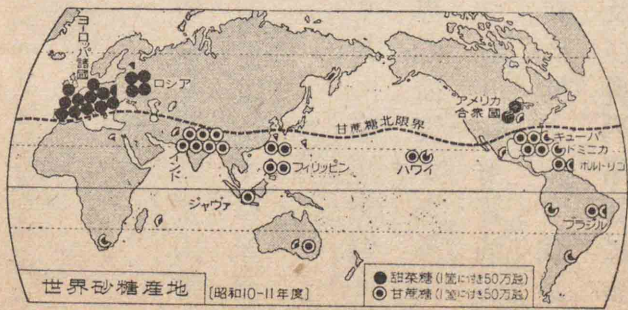 ヨーロッパ諸國
ロシア
アメリカ
合衆國
甘蔗糖北限界
キューバ
ドミニカ
ポルトリコ
インド
フィリッピン
ハワイ
ジャヴァ
ブラジル
世界砂糖産地
[昭和10-11年度]
甜菜糖(1箇に付き50万瓲)
甘蔗糖(1箇に付き50万瓲)